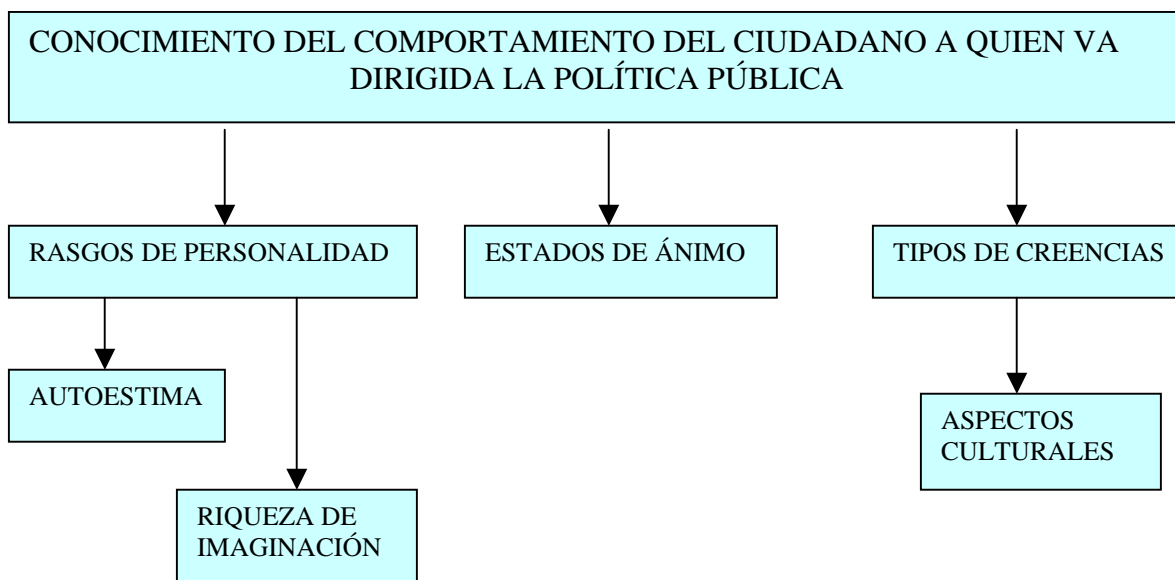 CONOCIMIENTO DEL COMPORTAMIENTO DEL CIUDADANO A QUIEN VA
DIRIGIDA LA POLÍTICA PÚBLICA
RASGOS DE PERSONALIDAD
ESTADOS DE ÁNIMO
TIPOS DE CREENCIAS
AUTOESTIMA
ASPECTOS
CULTURALES
RIQUEZA DE
IMAGINACIÓN